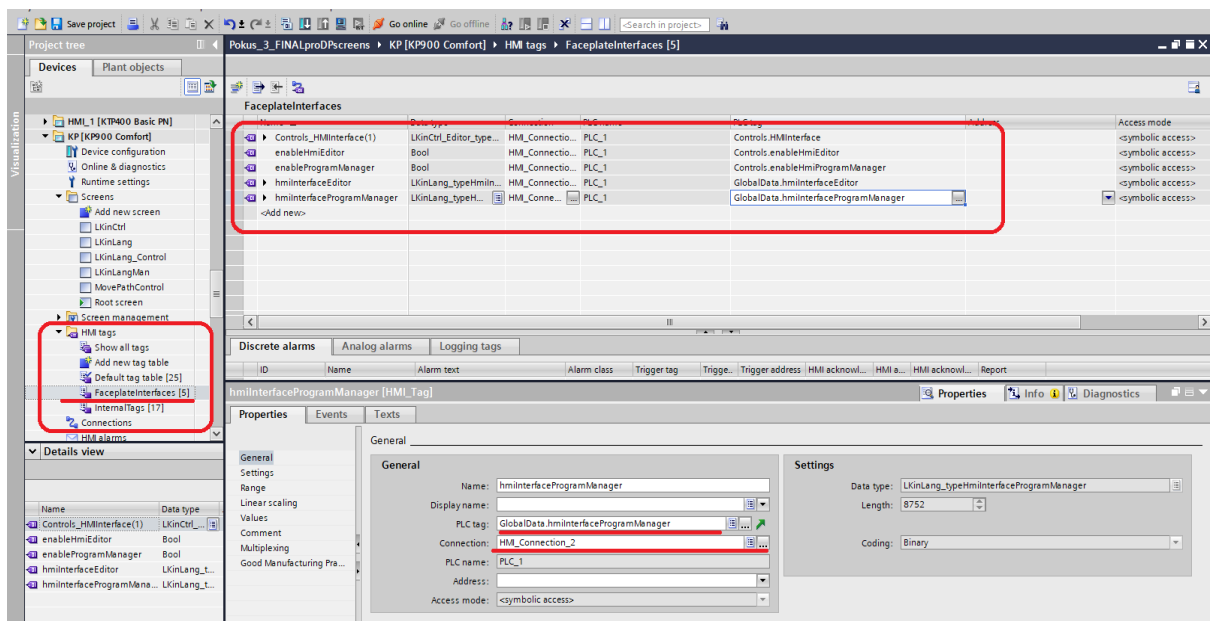 Save project
Go online
Go offline
<Search in project>
Project tree
Pokus_3_FINALproDPscreens
KP [KP900 Comfort]
HMI tags
FaceplateInterfaces [5]
Visualization
Devices
Plant objects
HMI_1 [KTP400 Basic PN]
KP [KP900 Comfort]
Device configuration
Online & diagnostics
Runtime settings
Screens
Add new screen
LKinCtrl
LKinLang
LKinLang_Control
LKinLangMan
MovePathControl
Root screen
Screen management
HMI tags
Show all tags
Add new tag table
Default tag table [25]
FaceplateInterfaces [5]
InternalTags [17]
Connections
HMI alarms
FaceplateInterfaces
Name Data type Connection PLC name PLC tag Address Access mode
Controls_HMIInterface(1) LKinCtrl_Editor_type... HMI_Connectio... PLC_1 Controls.HMIInterface <symbolic access>
enableHmiEditor Bool HMI_Connectio... PLC_1 Controls.enableHmiEditor <symbolic access>
enableProgramManager Bool HMI_Connectio... PLC_1 Controls.enableHmiProgramManager <symbolic access>
hmiInterfaceEditor LKinLang_typeHmiIn... HMI_Connectio... PLC_1 GlobalData.hmiInterfaceEditor <symbolic access>
hmiInterfaceProgramManager LKinLang_typeH... HMI_Conne... PLC_1 GlobalData.hmiInterfaceProgramManager <symbolic access>
<Add new>
Discrete alarms
Analog alarms
Logging tags
ID Name Alarm text Alarm class Trigger tag Trigge.. Trigger address HMI acknowl... HMI a... HMI acknowl... Report
hmiInterfaceProgramManager [HMI_Tag]
Properties
Info
Diagnostics
Properties
Events
Texts
General
Settings
Range
Linear scaling
Values
Comment
Multiplexing
Good Manufacturing Pra...
General
General
Name: hmiInterfaceProgramManager
Display name:
PLC tag: GlobalData.hmiInterfaceProgramManager
Connection: HMI_Connection_2
PLC name: PLC_1
Address:
Access mode: <symbolic access>
Settings
Data type: LKinLang_typeHmiInterfaceProgramManager
Length: 8752
Coding: Binary
Details view
Name Data type
Controls_HMIInterface(1) LKinCtrl_...
enableHmiEditor Bool
enableProgramManager Bool
hmiInterfaceEditor LKinLang_t...
hmiInterfaceProgramMana... LKinLang_t...